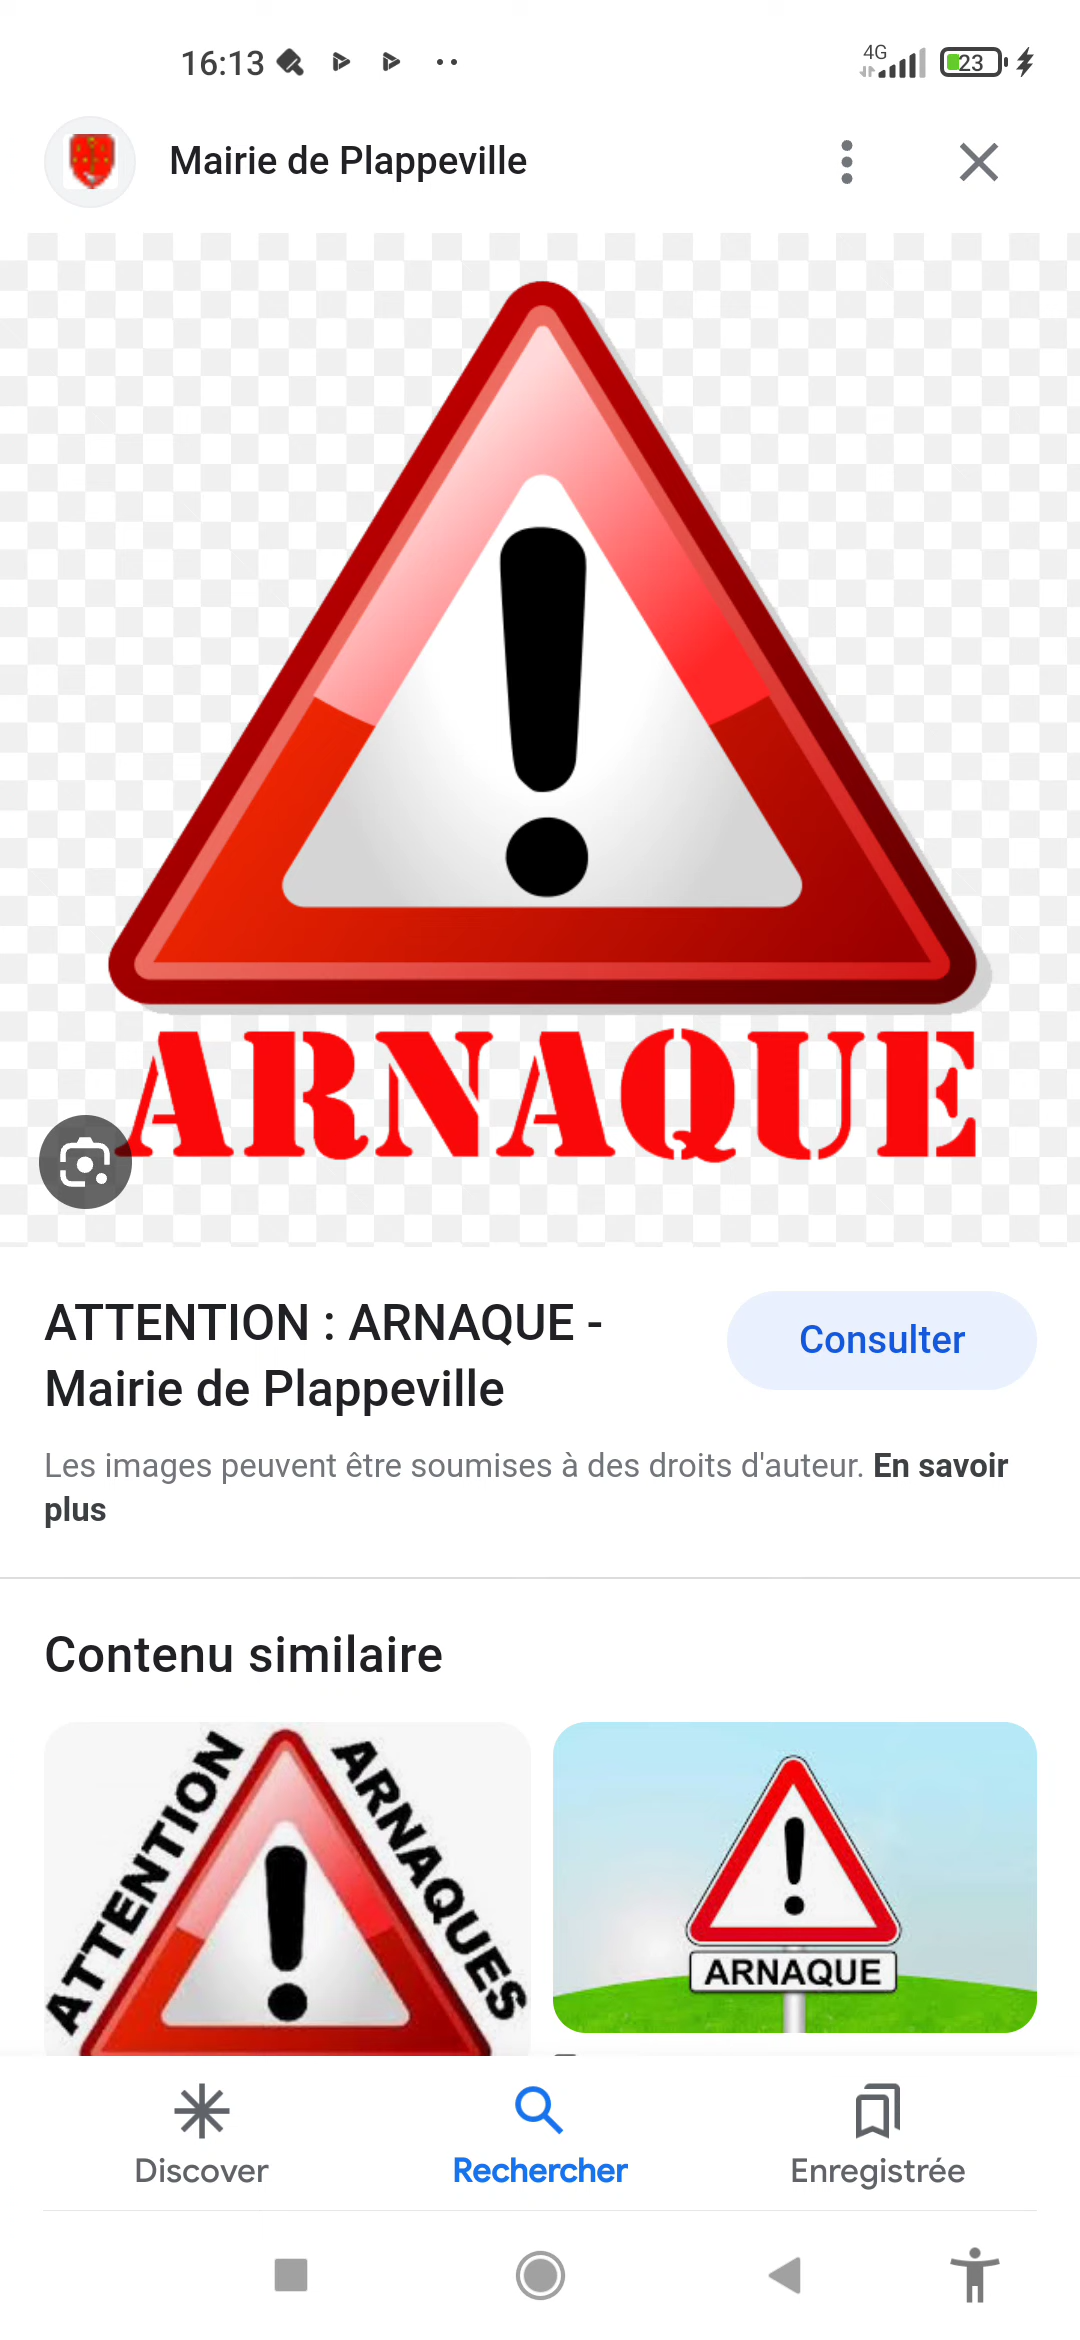 16:13
4G
23
Mairie de Plappeville
ARNAQUE
ATTENTION : ARNAQUE -
Mairie de Plappeville
Consulter
Les images peuvent être soumises à des droits d'auteur. En savoir
plus
Contenu similaire
ATTENTION
ARNAQUES
ARNAQUE
Discover
Rechercher
Enregistrée